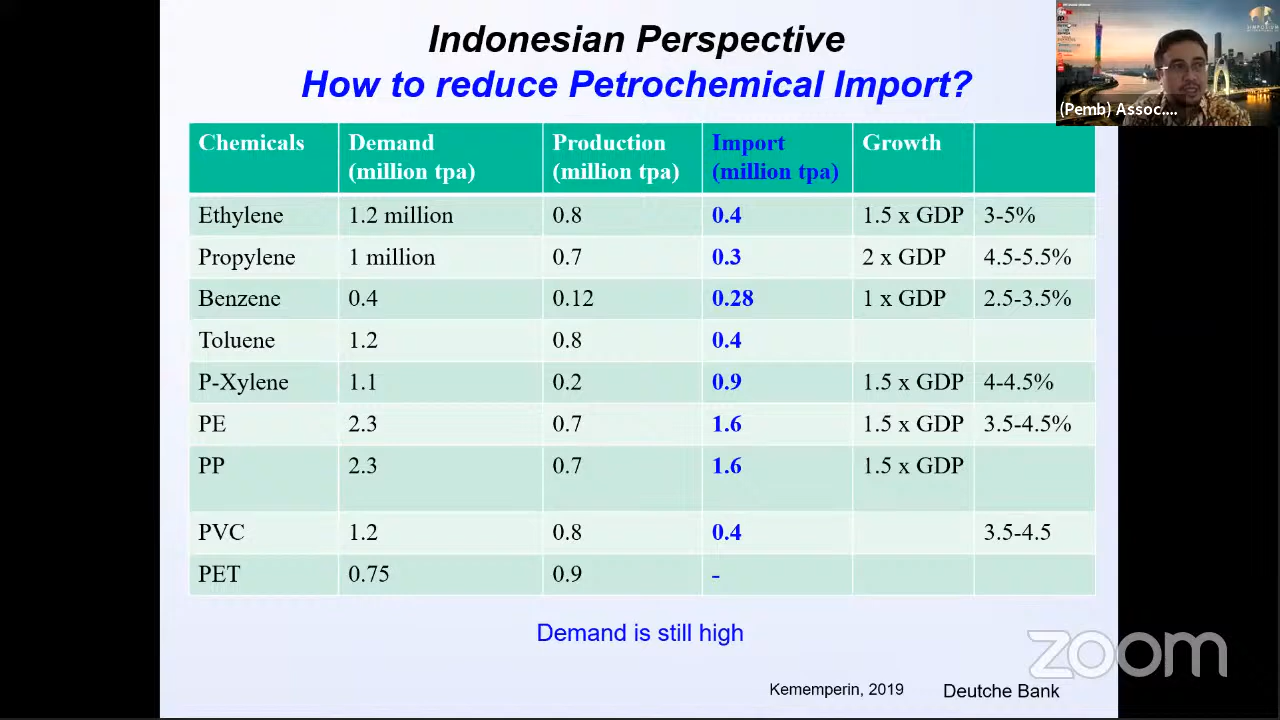 Indonesian Perspective
How to reduce Petrochemical Import?
(Pemb) Assoc....
Chemicals Demand (million tpa) Production (million tpa) Import (million tpa) Growth
Ethylene 1.2 million 0.8 0.4 1.5 x GDP 3-5%
Propylene 1 million 0.7 0.3 2 x GDP 4.5-5.5%
Benzene 0.4 0.12 0.28 1 x GDP 2.5-3.5%
Toluene 1.2 0.8 0.4
P-Xylene 1.1 0.2 0.9 1.5 x GDP 4-4.5%
PE 2.3 0.7 1.6 1.5 x GDP 3.5-4.5%
PP 2.3 0.7 1.6 1.5 x GDP
PVC 1.2 0.8 0.4 3.5-4.5
PET 0.75 0.9 -
Demand is still high
zoom
Kememperin, 2019 Deutche Bank